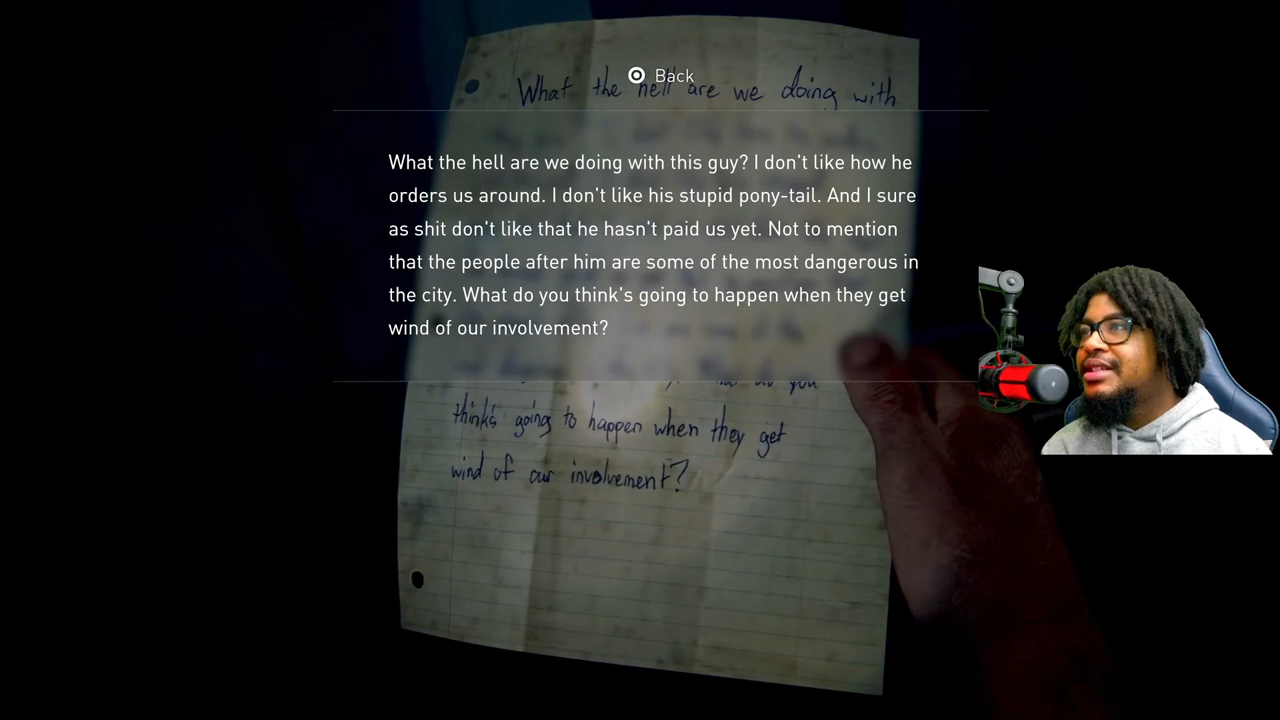 What the hell are we doing with
Back
What the hell are we doing with this guy? I don't like how he
orders us around. I don't like his stupid pony-tail. And I sure
as shit don't like that he hasn't paid us yet. Not to mention
that the people after him are some of the most dangerous in
the city. What do you think's going to happen when they get
wind of our involvement?
do you
think's going to happen when they get
wind of our involvement?